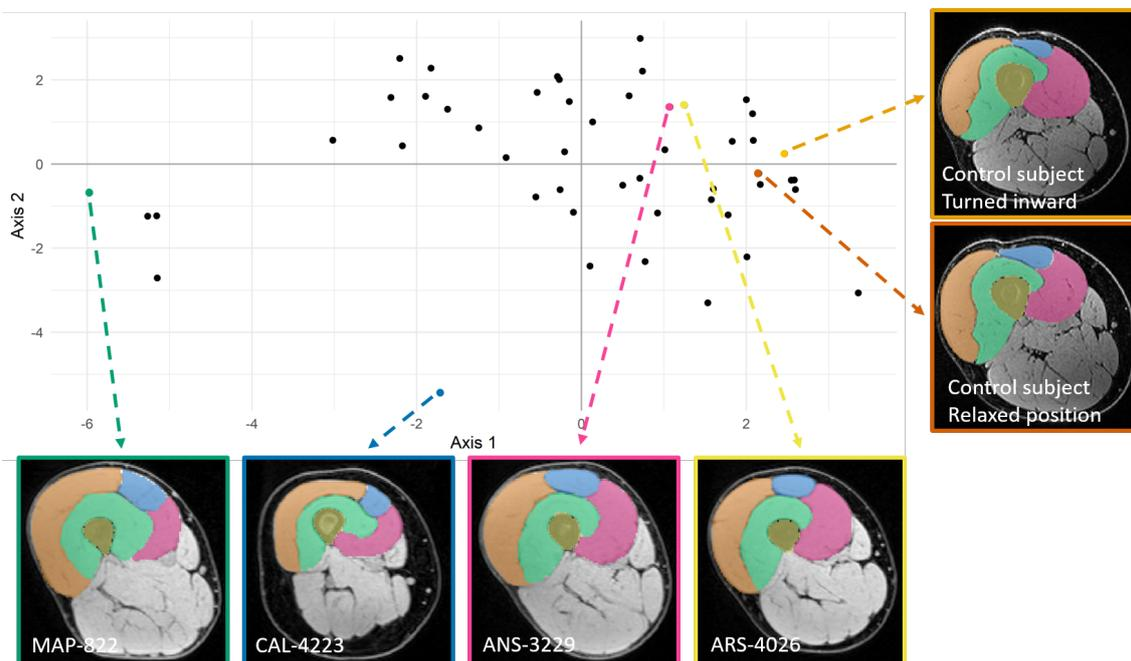 2
0
-2
-4
Axis 2
-6
-4
-2
0
2
Axis 1
Control subject
Turned inward
Control subject
Relaxed position
MAP-822
CAL-4223
ANS-3229
ARS-4026